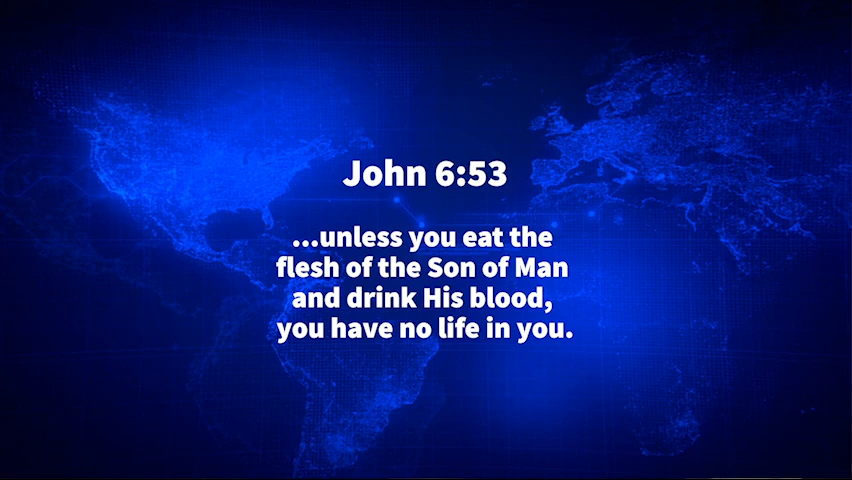 John 6:53
...unless you eat the
flesh of the Son of Man
and drink His blood,
you have no life in you.